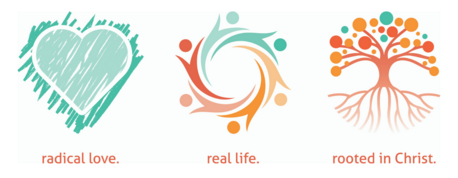 radical love.
real life.
rooted in Christ.